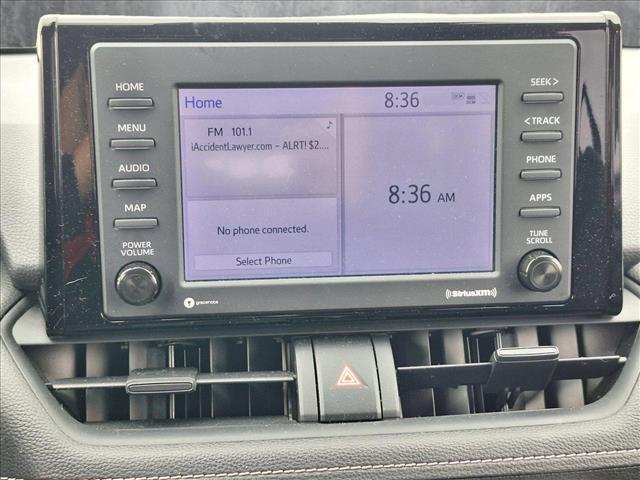 HOME
MENU
AUDIO
MAP
POWER
VOLUME
Home
8:36
FM 101.1
iAccidentLawyer.com – ALRT! $2....
No phone connected.
Select Phone
8:36 AM
SEEK >
< TRACK
PHONE
APPS
TUNE
SCROLL
gracenote
((SiriusXM))